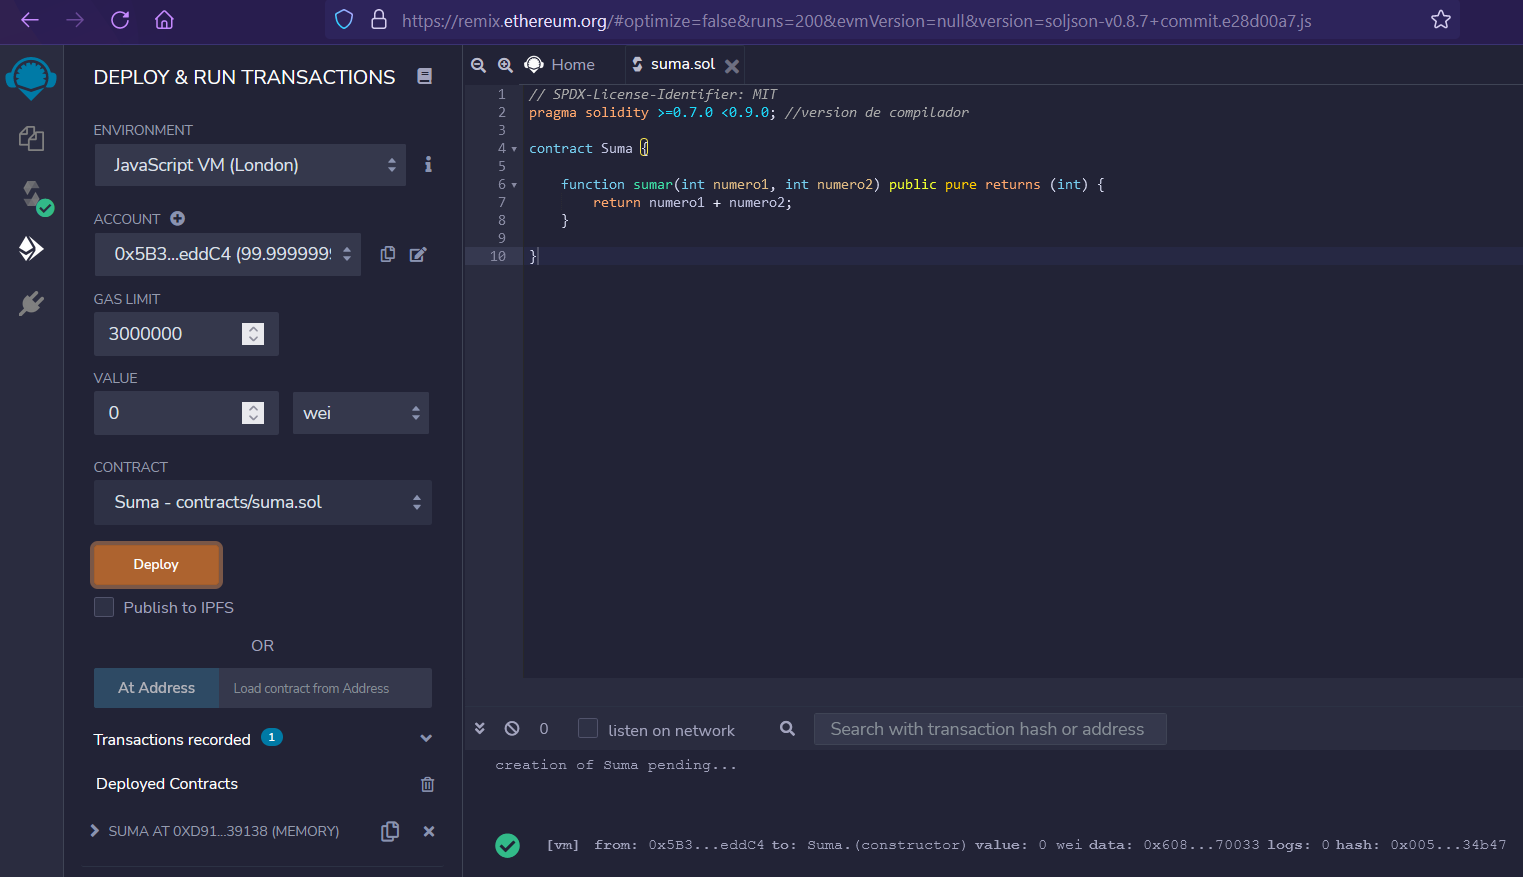 https://remix.ethereum.org/#optimize=false&runs=200&evmVersion=null&version=soljson-v0.8.7+commit.e28d00a7.js
DEPLOY & RUN TRANSACTIONS
ENVIRONMENT
JavaScript VM (London)
ACCOUNT
0x5B3...eddC4 (99.9999999
GAS LIMIT
3000000
VALUE
0
wei
CONTRACT
Suma - contracts/suma.sol
Deploy
Publish to IPFS
OR
At Address
Load contract from Address
Transactions recorded 1
Deployed Contracts
SUMA AT 0XD91...39138 (MEMORY)
Home
suma.sol
1 // SPDX-License-Identifier: MIT
2 pragma solidity >=0.7.0 <0.9.0; //version de compilador
3
4 contract Suma {
5
6 function sumar(int numero1, int numero2) public pure returns (int) {
7 return numero1 + numero2;
8 }
9
10 }
0
listen on network
Search with transaction hash or address
creation of Suma pending...
[vm] from: 0x5B3...eddC4 to: Suma.(constructor) value: 0 wei data: 0x608...70033 logs: 0 hash: 0x005...34b47